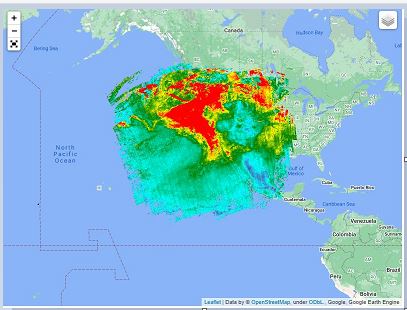 +
−
Canada
Hudson Bay
Bering Sea
North
Pacific
Ocean
Gulf of
Mexico
Cuba
Puerto Rico
Guatemala
Caribbean Sea
Nicaragua
Venezuela
Colombia
Ecuador
Peru
Brazil
Bolivia
Leaflet | Data by © OpenStreetMap, under ODbL., Google, Google Earth Engine